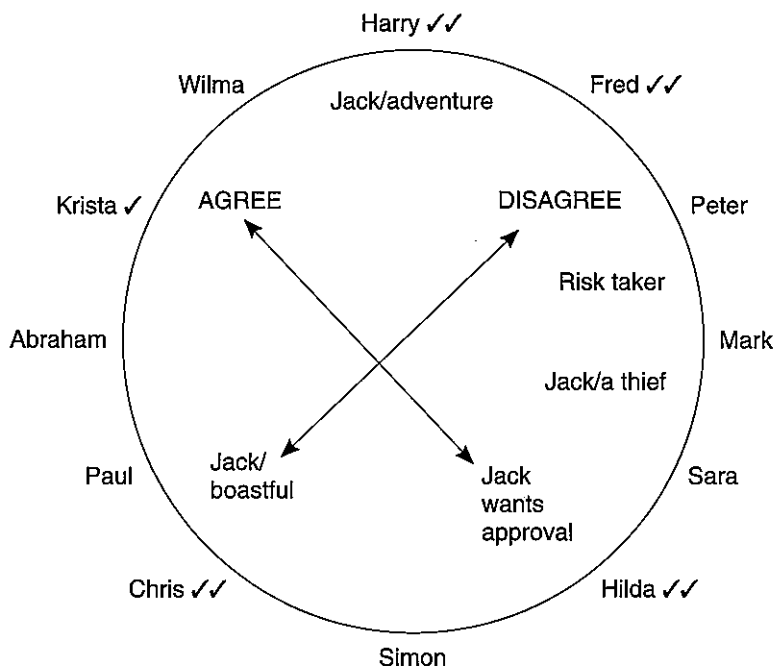 Harry ✓✓
Wilma
Fred ✓✓
Jack/adventure
Krista ✓
AGREE
DISAGREE
Peter
Risk taker
Abraham
Mark
Jack/a thief
Paul
Jack/
boastful
Jack
wants
approval
Sara
Chris ✓✓
Hilda ✓✓
Simon